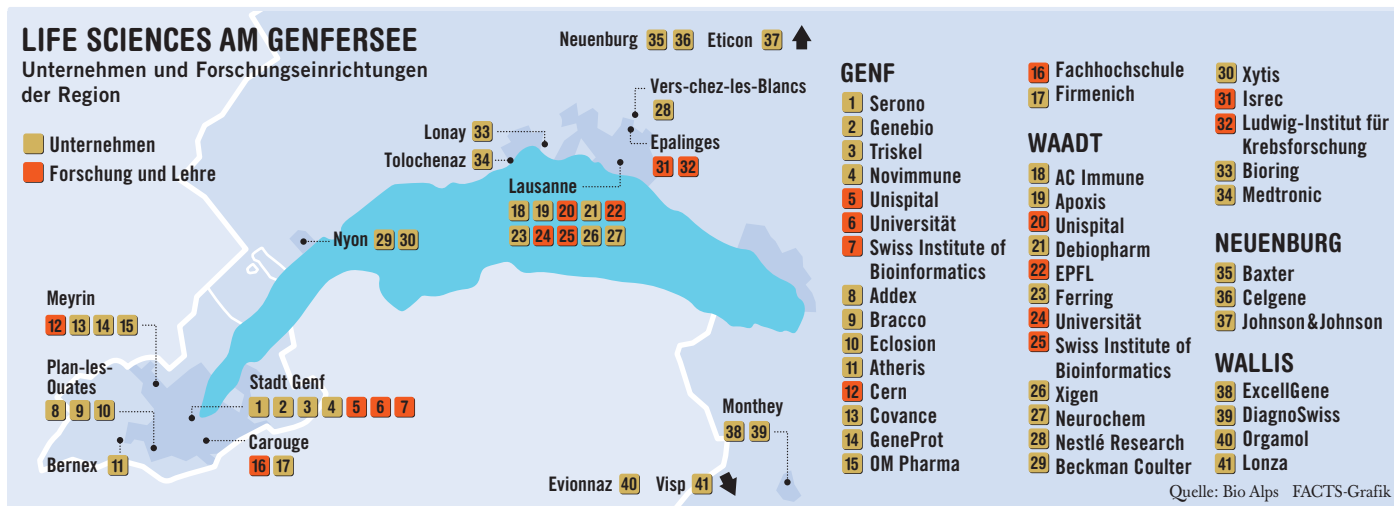 LIFE SCIENCES AM GENFERSEE
Unternehmen und Forschungseinrichtungen
der Region
Unternehmen
Forschung und Lehre
Neuenburg 35 36 Eticon 37
Vers-chez-les-Blancs
28
Lonay 33
Tolochenaz 34
Epalinges
31 32
Lausanne
18 19 20 21 22
23 24 25 26 27
Nyon 29 30
Meyrin
12 13 14 15
Plan-les-
Ouates
8 9 10
Stadt Genf
1 2 3 4 5 6 7
Carouge
16 17
Bernex 11
Monthey
38 39
Evionnaz 40 Visp 41
GENF
1 Serono
2 Genebio
3 Triskel
4 Novimmune
5 Unispital
6 Universität
7 Swiss Institute of
Bioinformatics
8 Addex
9 Bracco
10 Eclosion
11 Atheris
12 Cern
13 Covance
14 GeneProt
15 OM Pharma
16 Fachhochschule
17 Firmenich
WAADT
18 AC Immune
19 Apoxis
20 Unispital
21 Debiopharm
22 EPFL
23 Ferring
24 Universität
25 Swiss Institute of
Bioinformatics
26 Xigen
27 Neurochem
28 Nestlé Research
29 Beckman Coulter
30 Xytis
31 Isrec
32 Ludwig-Institut für
Krebsforschung
33 Bioring
34 Medtronic
NEUENBURG
35 Baxter
36 Celgene
37 Johnson&Johnson
WALLIS
38 ExcellGene
39 DiagnoSwiss
40 Orgamol
41 Lonza
Quelle: Bio Alps FACTS-Grafik